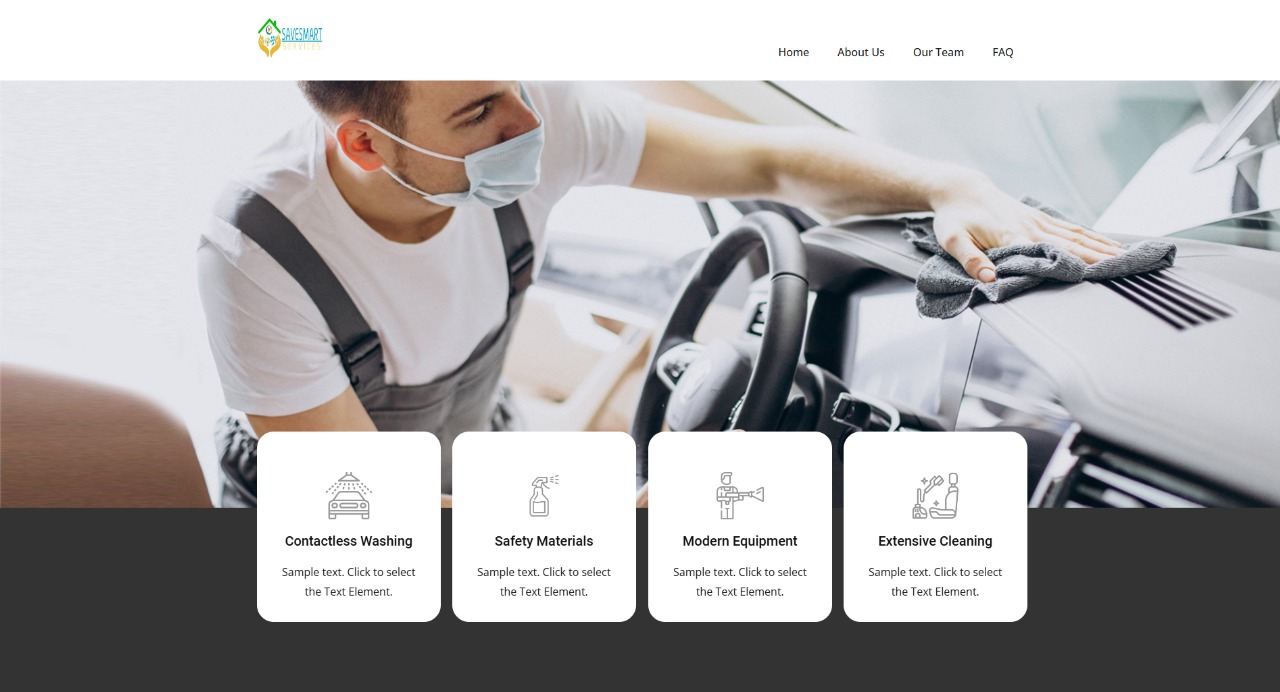 SAVESMART
SERVICES
Home About Us Our Team FAQ
Contactless Washing
Sample text. Click to select
the Text Element.
Safety Materials
Sample text. Click to select
the Text Element.
Modern Equipment
Sample text. Click to select
the Text Element.
Extensive Cleaning
Sample text. Click to select
the Text Element.